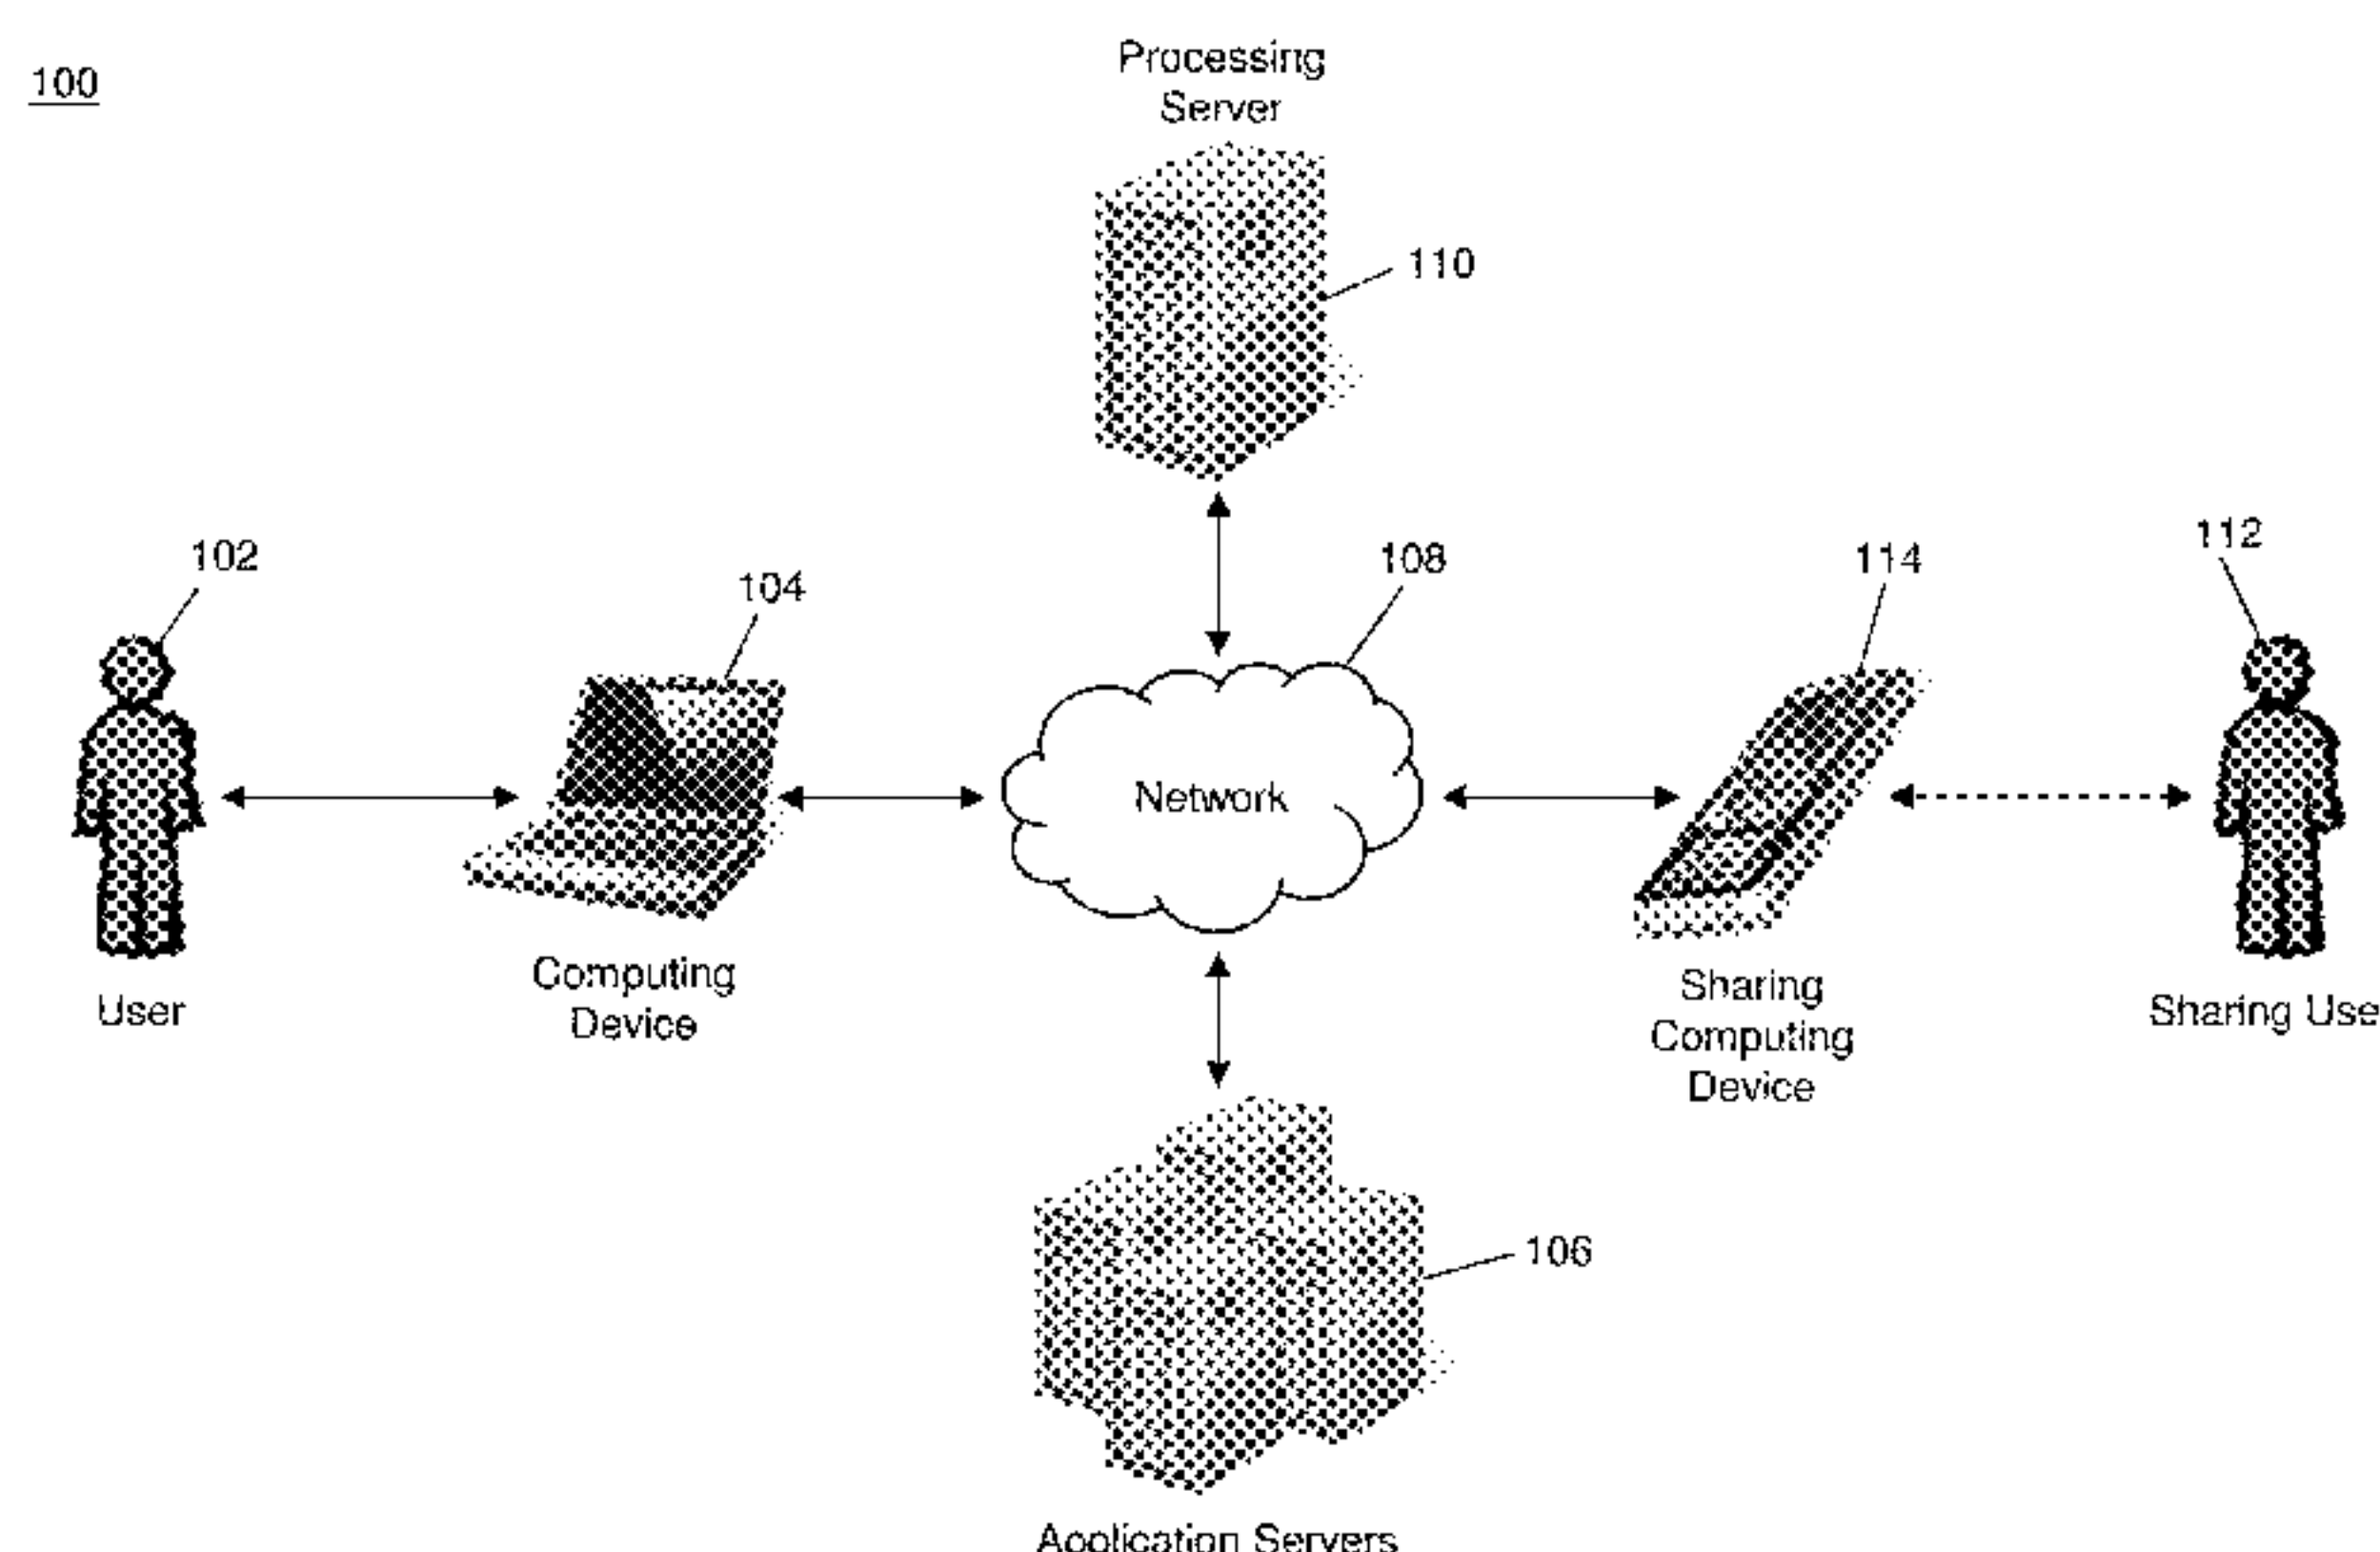 100
Processing
Server
110
102
104
108
114
112
Network
User
Computing
Device
Sharing
Computing
Device
Sharing Use
106
Application Servers